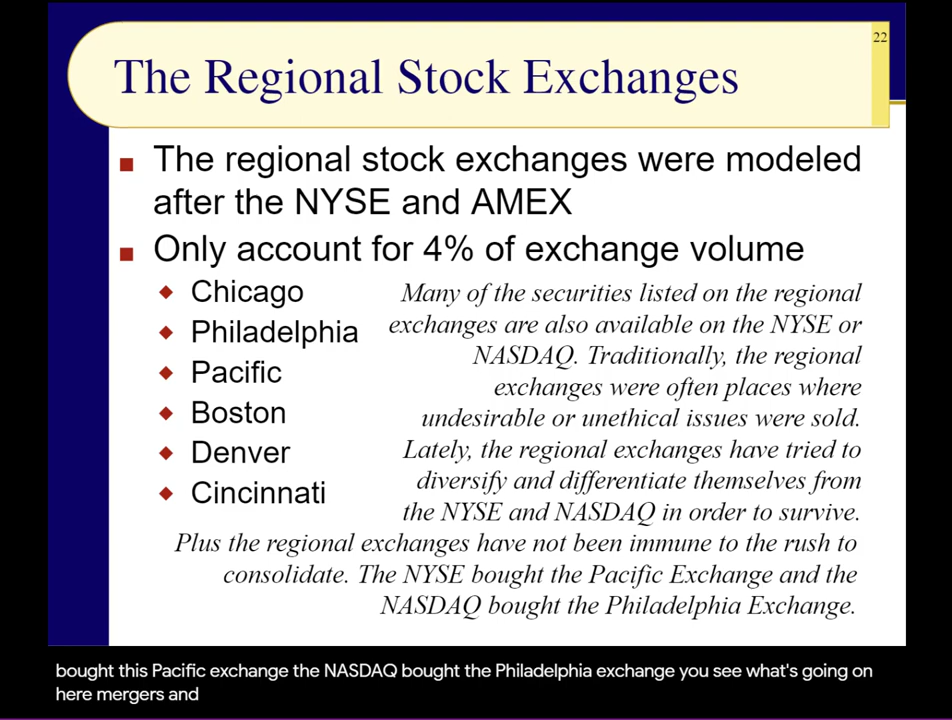 22
The Regional Stock Exchanges
The regional stock exchanges were modeled
after the NYSE and AMEX
Only account for 4% of exchange volume
Chicago
Philadelphia
Pacific
Boston
Denver
Cincinnati
Many of the securities listed on the regional
exchanges are also available on the NYSE or
NASDAQ. Traditionally, the regional
exchanges were often places where
undesirable or unethical issues were sold.
Lately, the regional exchanges have tried to
diversify and differentiate themselves from
the NYSE and NASDAQ in order to survive.
Plus the regional exchanges have not been immune to the rush to
consolidate. The NYSE bought the Pacific Exchange and the
NASDAQ bought the Philadelphia Exchange.
bought this Pacific exchange the NASDAQ bought the Philadelphia exchange you see what's going on
here mergers and